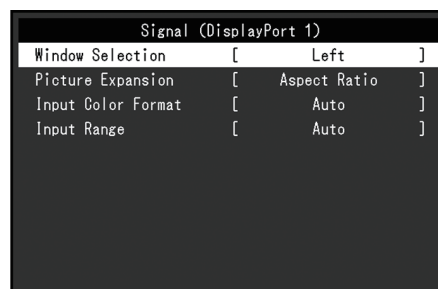 Signal (DisplayPort 1)
Window Selection [ Left ]
Picture Expansion [ Aspect Ratio ]
Input Color Format [ Auto ]
Input Range [ Auto ]